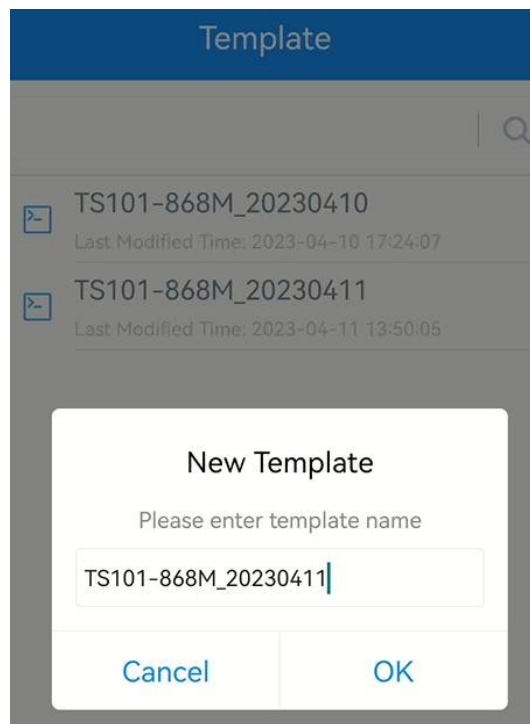 Template
TS101-868M_20230410
Last Modified Time: 2023-04-10 17:24:07
TS101-868M_20230411
Last Modified Time: 2023-04-11 13:50:05
New Template
Please enter template name
TS101-868M_20230411
Cancel
OK